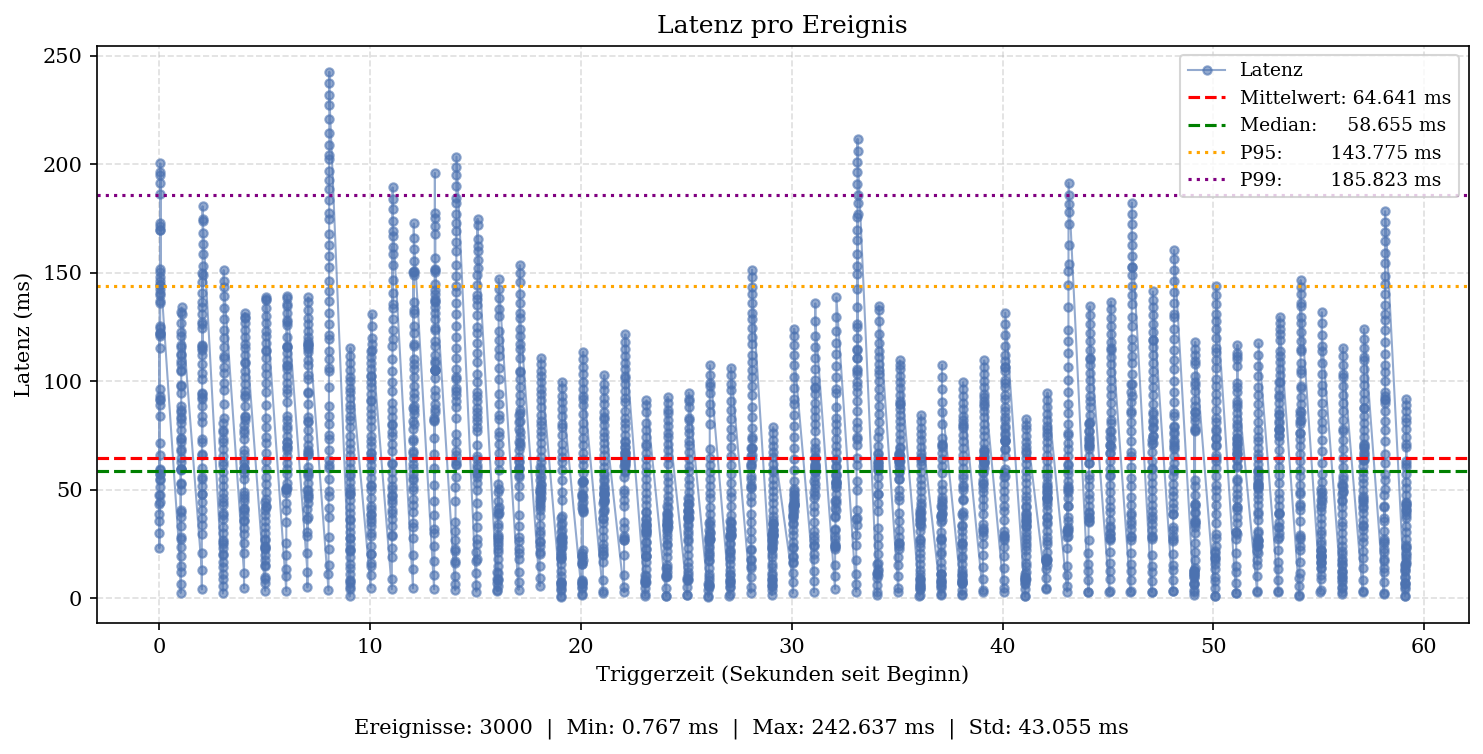 Latenz pro Ereignis
Latenz (ms)
250
200
150
100
50
0
Latenz
Mittelwert: 64.641 ms
Median: 58.655 ms
P95: 143.775 ms
P99: 185.823 ms
0 10 20 30 40 50 60
Triggerzeit (Sekunden seit Beginn)
Ereignisse: 3000 | Min: 0.767 ms | Max: 242.637 ms | Std: 43.055 ms